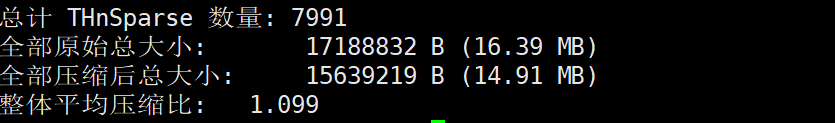 总计 THnSparse 数量: 7991
全部原始总大小: 17188832 B (16.39 MB)
全部压缩后总大小: 15639219 B (14.91 MB)
整体平均压缩比: 1.099